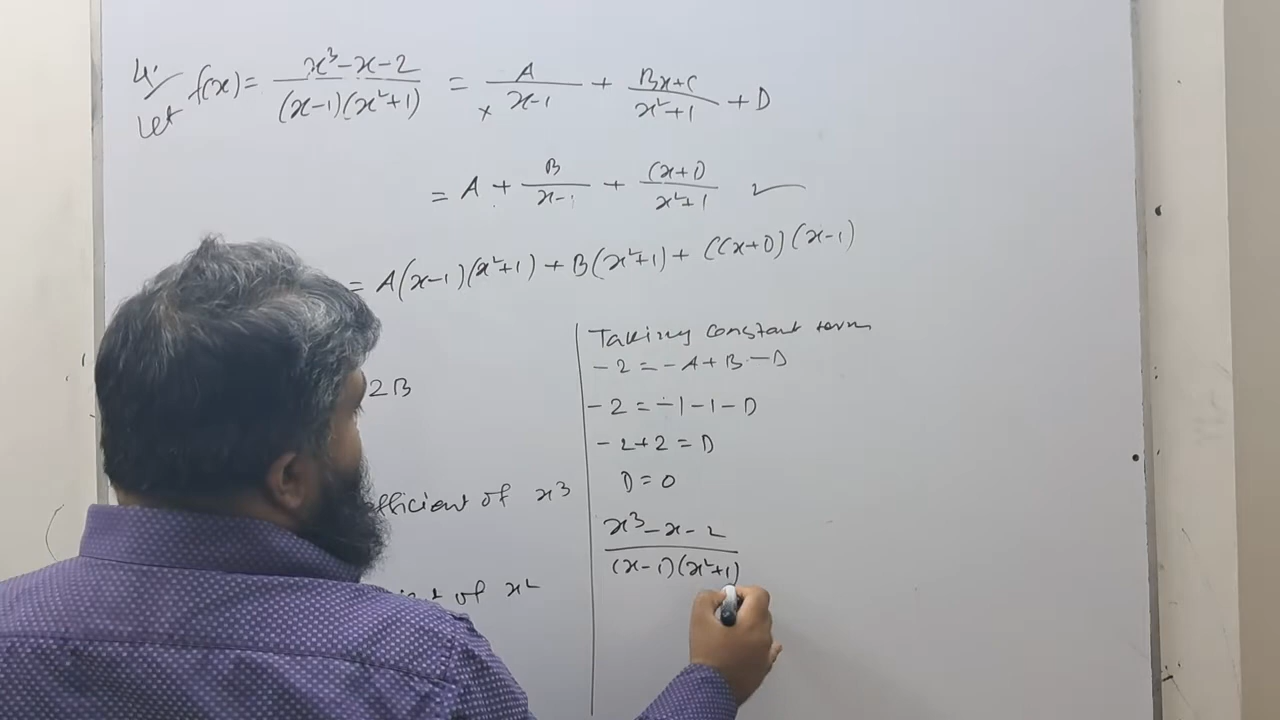 4.
Let f(x) = x³-x-2 / (x-1)(x²+1) = A / x-1 + Bx+C / x²+1 + D
×
= A + B / x-1 + Cx+D / x²+1 ✓
= A(x-1)(x²+1) + B(x²+1) + (Cx+D)(x-1)
2B
efficient of x³
of x²
Taking constant term
-2 = -A+B-D
-2 = -1-1-D
-2+2 = D
D = 0
x³-x-2 / (x-1)(x²+1)